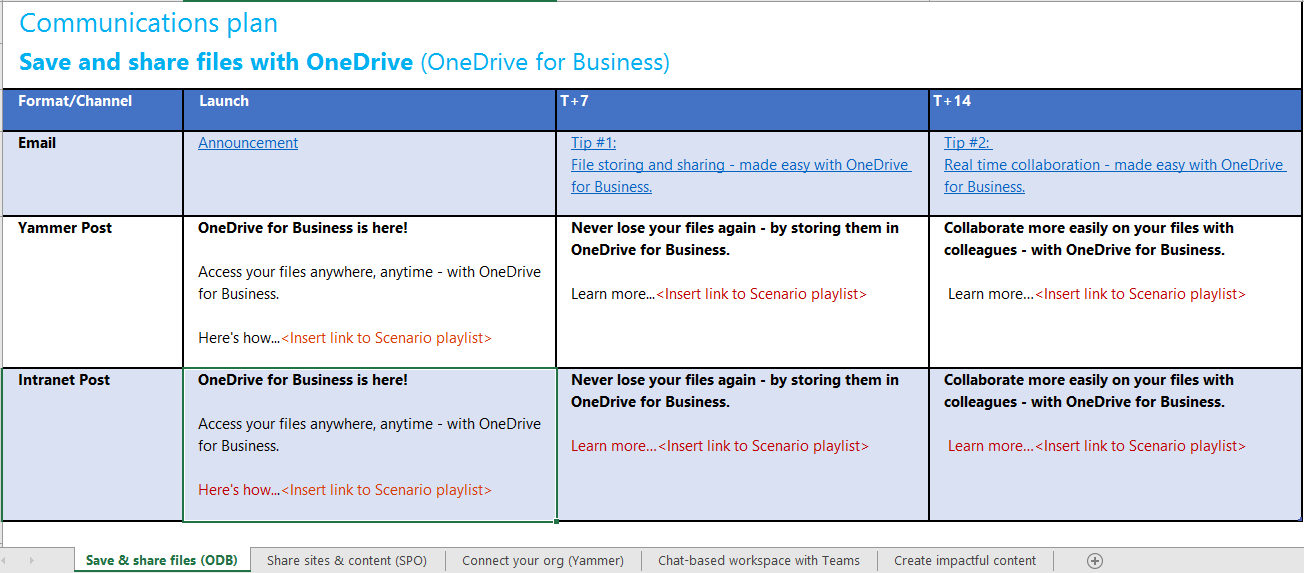 Communications plan
Save and share files with OneDrive (OneDrive for Business)
Format/Channel
Launch
T+7
T+14
Email
Announcement
Tip #1:
File storing and sharing - made easy with OneDrive
for Business.
Tip #2:
Real time collaboration - made easy with OneDrive
for Business.
Yammer Post
OneDrive for Business is here!
Access your files anywhere, anytime - with OneDrive
for Business.
Here's how...<Insert link to Scenario playlist>
Never lose your files again - by storing them in
OneDrive for Business.
Learn more...<Insert link to Scenario playlist>
Collaborate more easily on your files with
colleagues - with OneDrive for Business.
Learn more...<Insert link to Scenario playlist>
Intranet Post
OneDrive for Business is here!
Access your files anywhere, anytime - with OneDrive
for Business.
Here's how...<Insert link to Scenario playlist>
Never lose your files again - by storing them in
OneDrive for Business.
Learn more...<Insert link to Scenario playlist>
Collaborate more easily on your files with
colleagues - with OneDrive for Business.
Learn more...<Insert link to Scenario playlist>
Save & share files (ODB)
Share sites & content (SPO)
Connect your org (Yammer)
Chat-based workspace with Teams
Create impactful content